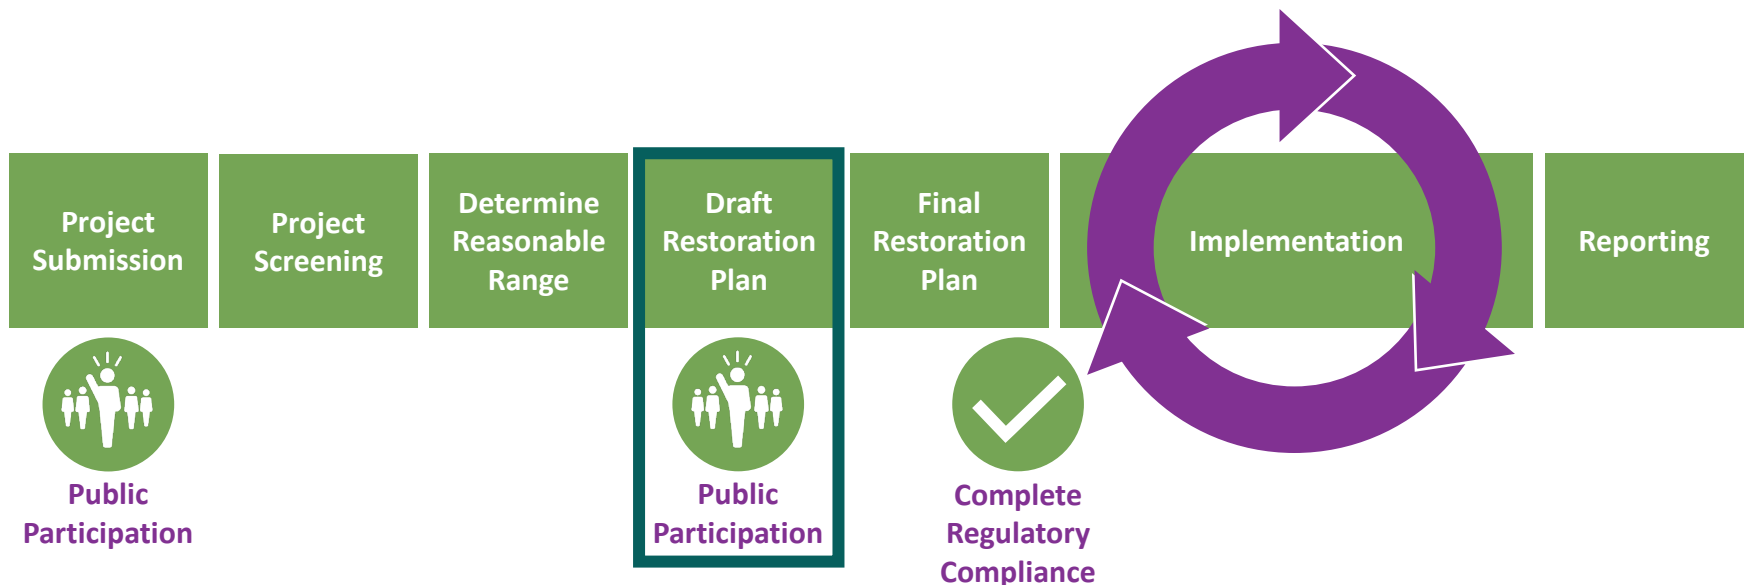 Project
Submission
Project
Screening
Determine
Reasonable
Range
Draft
Restoration
Plan
Final
Restoration
Plan
Implementation
Reporting
Public
Participation
Public
Participation
Complete
Regulatory
Compliance